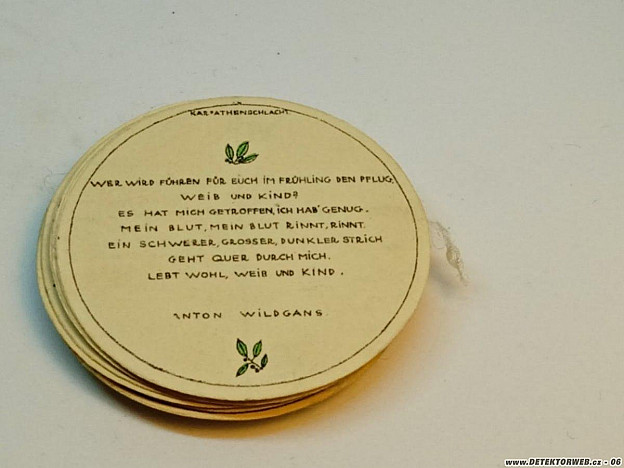 KARPATHENSCHLACHT.
WER WIRD FÜHREN FÜR EUCH IM FRÜHLING DEN PFLUG,
WEIB UND KIND?
ES HAT MICH GETROFFEN, ICH HAB' GENUG.
MEIN BLUT, MEIN BLUT RINNT, RINNT.
EIN SCHWERER, GROSSER, DUNKLER STRICH
GEHT QUER DURCH MICH.
LEBT WOHL, WEIB UND KIND.
ANTON WILDGANS.
www.DETEKTORWEB.cz - 06